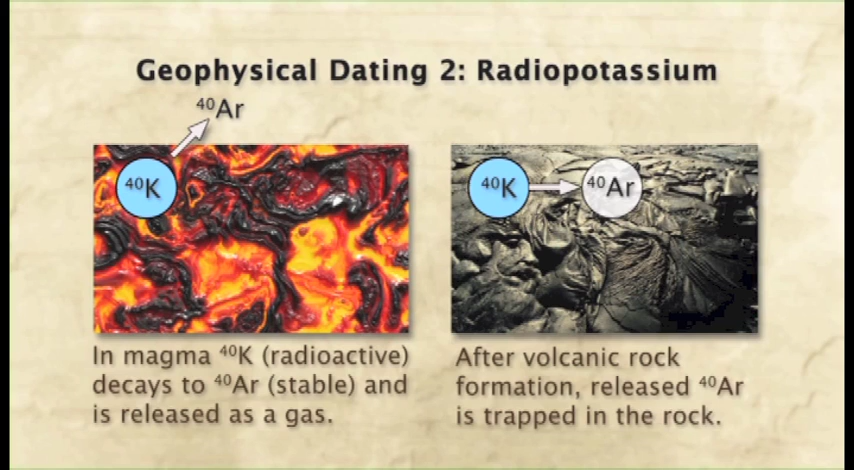 Geophysical Dating 2: Radiopotassium
⁴⁰Ar
⁴⁰K
⁴⁰K
⁴⁰Ar
In magma ⁴⁰K (radioactive)
decays to ⁴⁰Ar (stable) and
is released as a gas.
After volcanic rock
formation, released ⁴⁰Ar
is trapped in the rock.